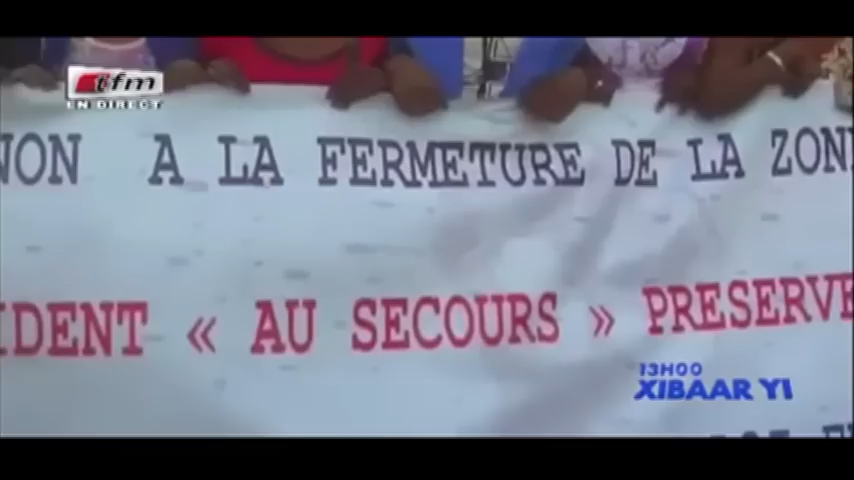 tfm
EN DIRECT
NON A LA FERMETURE DE LA ZON
IDENT « AU SECOURS » PRESERVE
13H00
XIBAAR YI